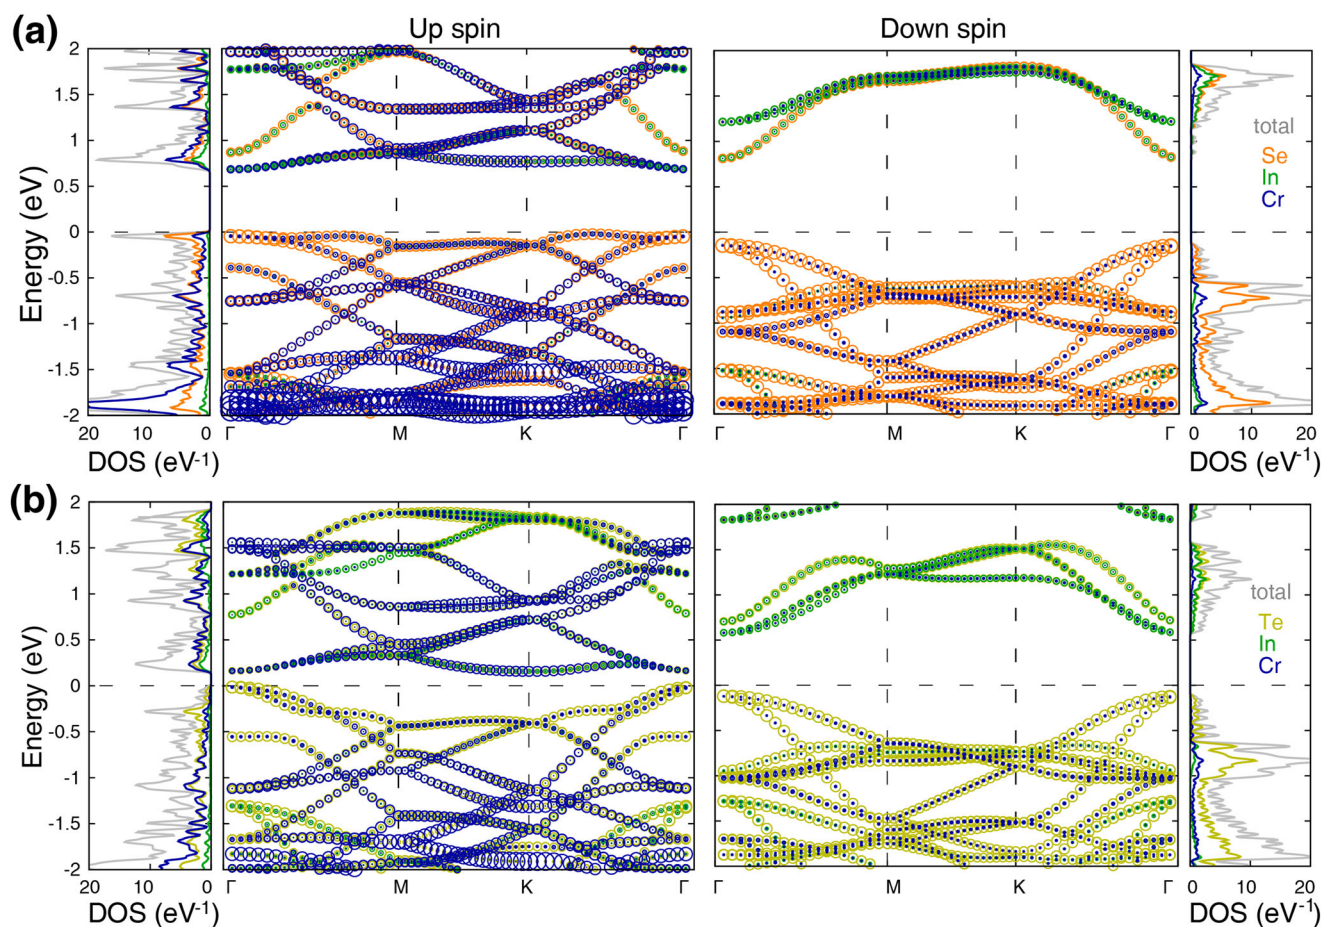 (a)
Up spin
Down spin
Energy (eV)
2
1.5
1
0.5
0
-0.5
-1
-1.5
-2
20 10 0
DOS (eV-1)
Γ M K Γ
Γ M K Γ
total
Se
In
Cr
0 10 20
DOS (eV-1)
(b)
Energy (eV)
2
1.5
1
0.5
0
-0.5
-1
-1.5
-2
20 10 0
DOS (eV-1)
Γ M K Γ
Γ M K Γ
total
Te
In
Cr
0 10 20
DOS (eV-1)